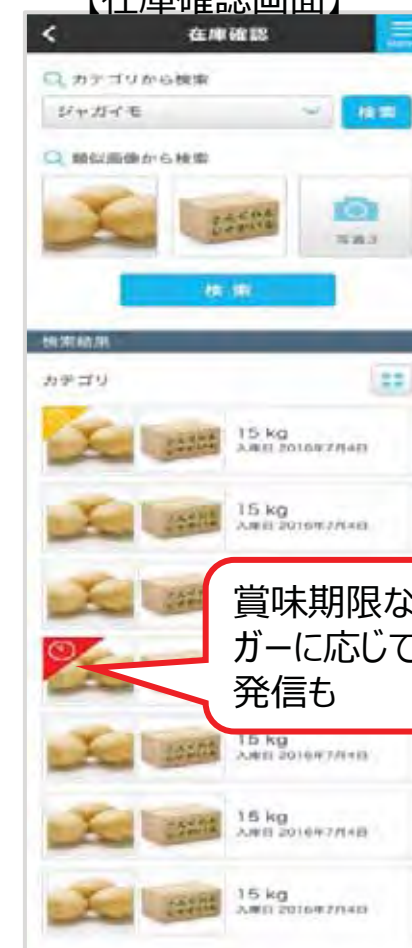 【在庫確認画面】
在庫確認
カテゴリから検索
ジャガイモ
検索
類似画像から検索
写真3
検索
検索結果
カテゴリ
15 kg
入庫日 2016年7月4日
15 kg
入庫日 2016年7月4日
賞味期限な
ガーに応じて
発信も
15 kg
入庫日 2016年7月4日
15 kg
入庫日 2016年7月4日
15 kg
入庫日 2016年7月4日